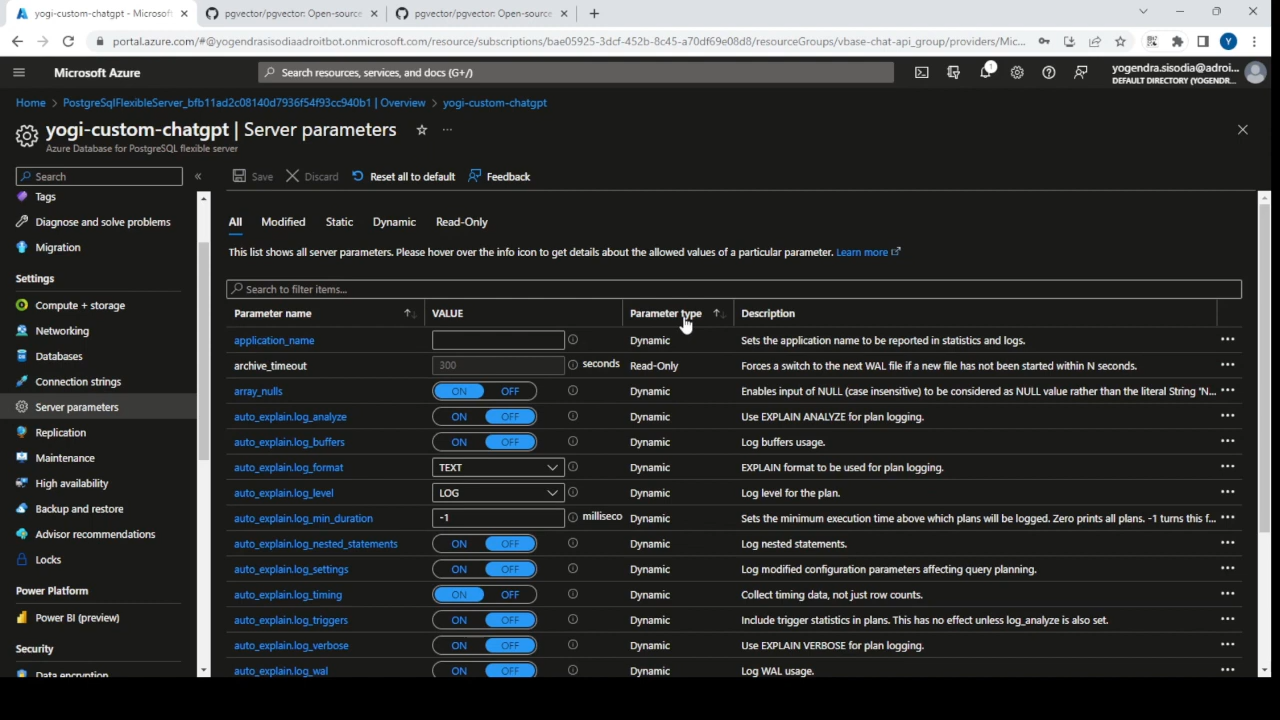 yogi-custom-chatgpt - Microsoft
pgvector/pgvector: Open-source
pgvector/pgvector: Open-source
portal.azure.com/#@yogendrasisodiaadroitbot.onmicrosoft.com/resource/subscriptions/bae05925-3dcf-452b-8c45-a70df69e08d8/resourceGroups/vbase-chat-api_group/providers/Mic...
Y
Microsoft Azure
Search resources, services, and docs (G+/)
1
yogendra.sisodia@adroi...
DEFAULT DIRECTORY (YOGENDR...
Home > PostgreSqlFlexibleServer_bfb11ad2c08140d7936f54f93cc940b1 | Overview > yogi-custom-chatgpt
yogi-custom-chatgpt | Server parameters
Azure Database for PostgreSQL flexible server
Search
Save Discard Reset all to default Feedback
Tags
Diagnose and solve problems
Migration
Settings
Compute + storage
Networking
Databases
Connection strings
Server parameters
Replication
Maintenance
High availability
Backup and restore
Advisor recommendations
Locks
Power Platform
Power BI (preview)
Security
Data encryption
All Modified Static Dynamic Read-Only
This list shows all server parameters. Please hover over the info icon to get details about the allowed values of a particular parameter. Learn more
Search to filter items...
Parameter name VALUE Parameter type Description
application_name Dynamic Sets the application name to be reported in statistics and logs.
archive_timeout 300 seconds Read-Only Forces a switch to the next WAL file if a new file has not been started within N seconds.
array_nulls ON OFF Dynamic Enables input of NULL (case insensitive) to be considered as NULL value rather than the literal String 'N...
auto_explain.log_analyze ON OFF Dynamic Use EXPLAIN ANALYZE for plan logging.
auto_explain.log_buffers ON OFF Dynamic Log buffers usage.
auto_explain.log_format TEXT Dynamic EXPLAIN format to be used for plan logging.
auto_explain.log_level LOG Dynamic Log level for the plan.
auto_explain.log_min_duration -1 milliseco Dynamic Sets the minimum execution time above which plans will be logged. Zero prints all plans. -1 turns this f...
auto_explain.log_nested_statements ON OFF Dynamic Log nested statements.
auto_explain.log_settings ON OFF Dynamic Log modified configuration parameters affecting query planning.
auto_explain.log_timing ON OFF Dynamic Collect timing data, not just row counts.
auto_explain.log_triggers ON OFF Dynamic Include trigger statistics in plans. This has no effect unless log_analyze is also set.
auto_explain.log_verbose ON OFF Dynamic Use EXPLAIN VERBOSE for plan logging.
auto_explain.log_wal ON OFF Dynamic Log WAL usage.